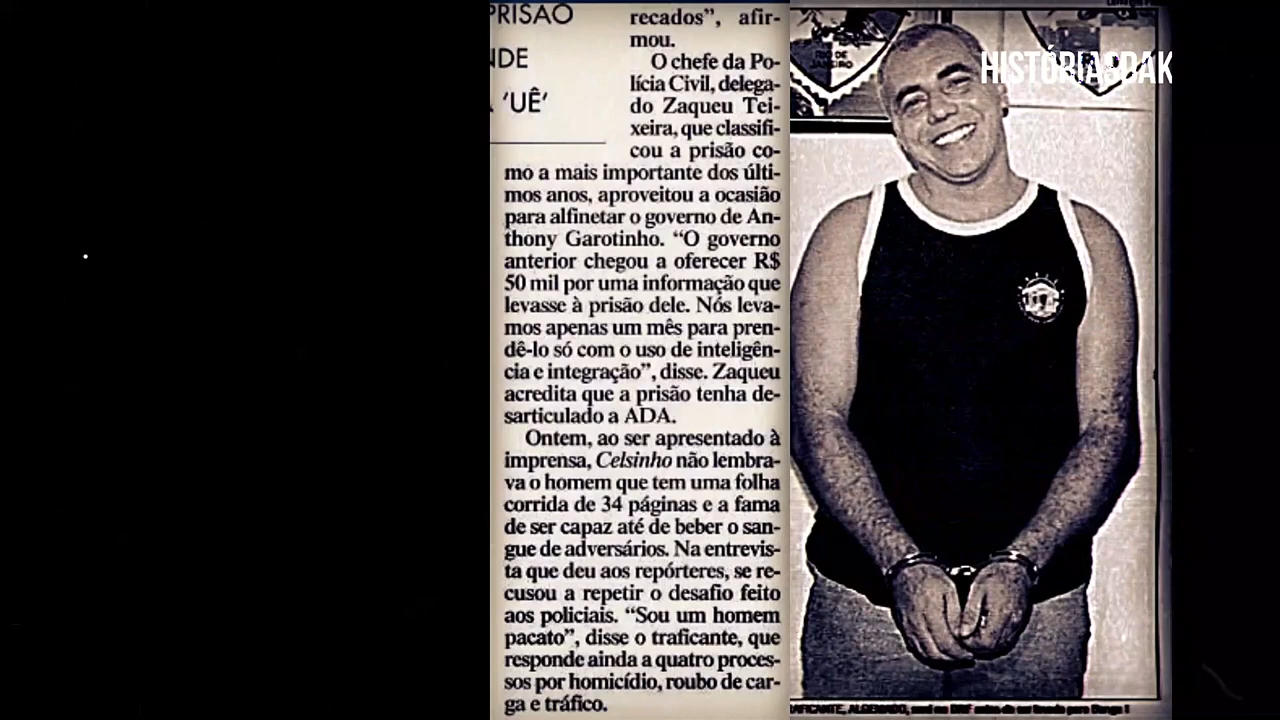 PRISÃO
NDE
A 'UÊ'
recados", afir-
mou.
O chefe da Po-
lícia Civil, delega-
do Zaqueu Tei-
xeira, que classifi-
cou a prisão co-
mo a mais importante dos últi-
mos anos, aproveitou a ocasião
para alfinetar o governo de An-
thony Garotinho. "O governo
anterior chegou a oferecer R$
50 mil por uma informação que
levasse à prisão dele. Nós leva-
mos apenas um mês para pren-
dê-lo só com o uso de inteligên-
cia e integração", disse. Zaqueu
acredita que a prisão tenha de-
sarticulado a ADA.
Ontem, ao ser apresentado à
imprensa, Celsinho não lembra-
va o homem que tem uma folha
corrida de 34 páginas e a fama
de ser capaz até de beber o san-
gue de adversários. Na entrevis-
ta que deu aos repórteres, se re-
cusou a repetir o desafio feito
aos policiais. "Sou um homem
pacato", disse o traficante, que
responde ainda a quatro proces-
sos por homicídio, roubo de car-
ga e tráfico.
RIO DE
JANEIRO
HISTÓRIASDAK
TRAFICANTE, ALGEMADO,